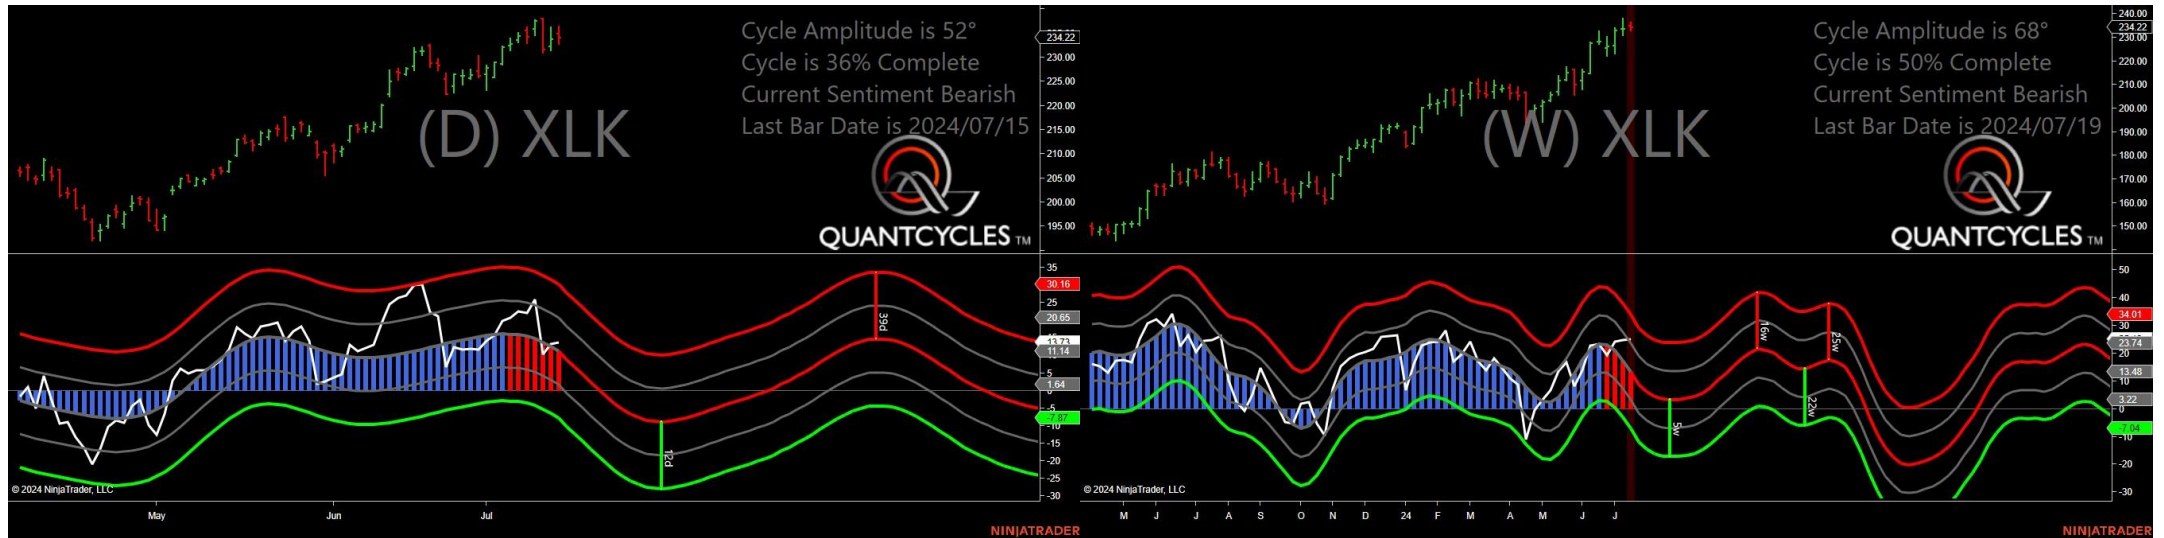 Cycle Amplitude is 52°
Cycle is 36% Complete
Current Sentiment Bearish
Last Bar Date is 2024/07/15
(D) XLK
QUANTCYCLES TM
234.22
230.00
225.00
220.00
215.00
210.00
205.00
200.00
195.00
35
30.16
25
20.65
13.73
11.14
5
1.64
-5
-7.87
-10
-15
-20
-25
-30
39d
12d
© 2024 NinjaTrader, LLC
May
Jun
Jul
NINJATRADER
Cycle Amplitude is 68°
Cycle is 50% Complete
Current Sentiment Bearish
Last Bar Date is 2024/07/19
(W) XLK
QUANTCYCLES TM
240.00
234.22
230.00
220.00
210.00
200.00
190.00
180.00
170.00
160.00
150.00
50
40
34.01
30
23.74
20
13.48
10
3.22
0
-7.04
-10
-20
-30
16w
25w
5w
22w
© 2024 NinjaTrader, LLC
M J J A S O N D 24 F M A M J J
NINJATRADER